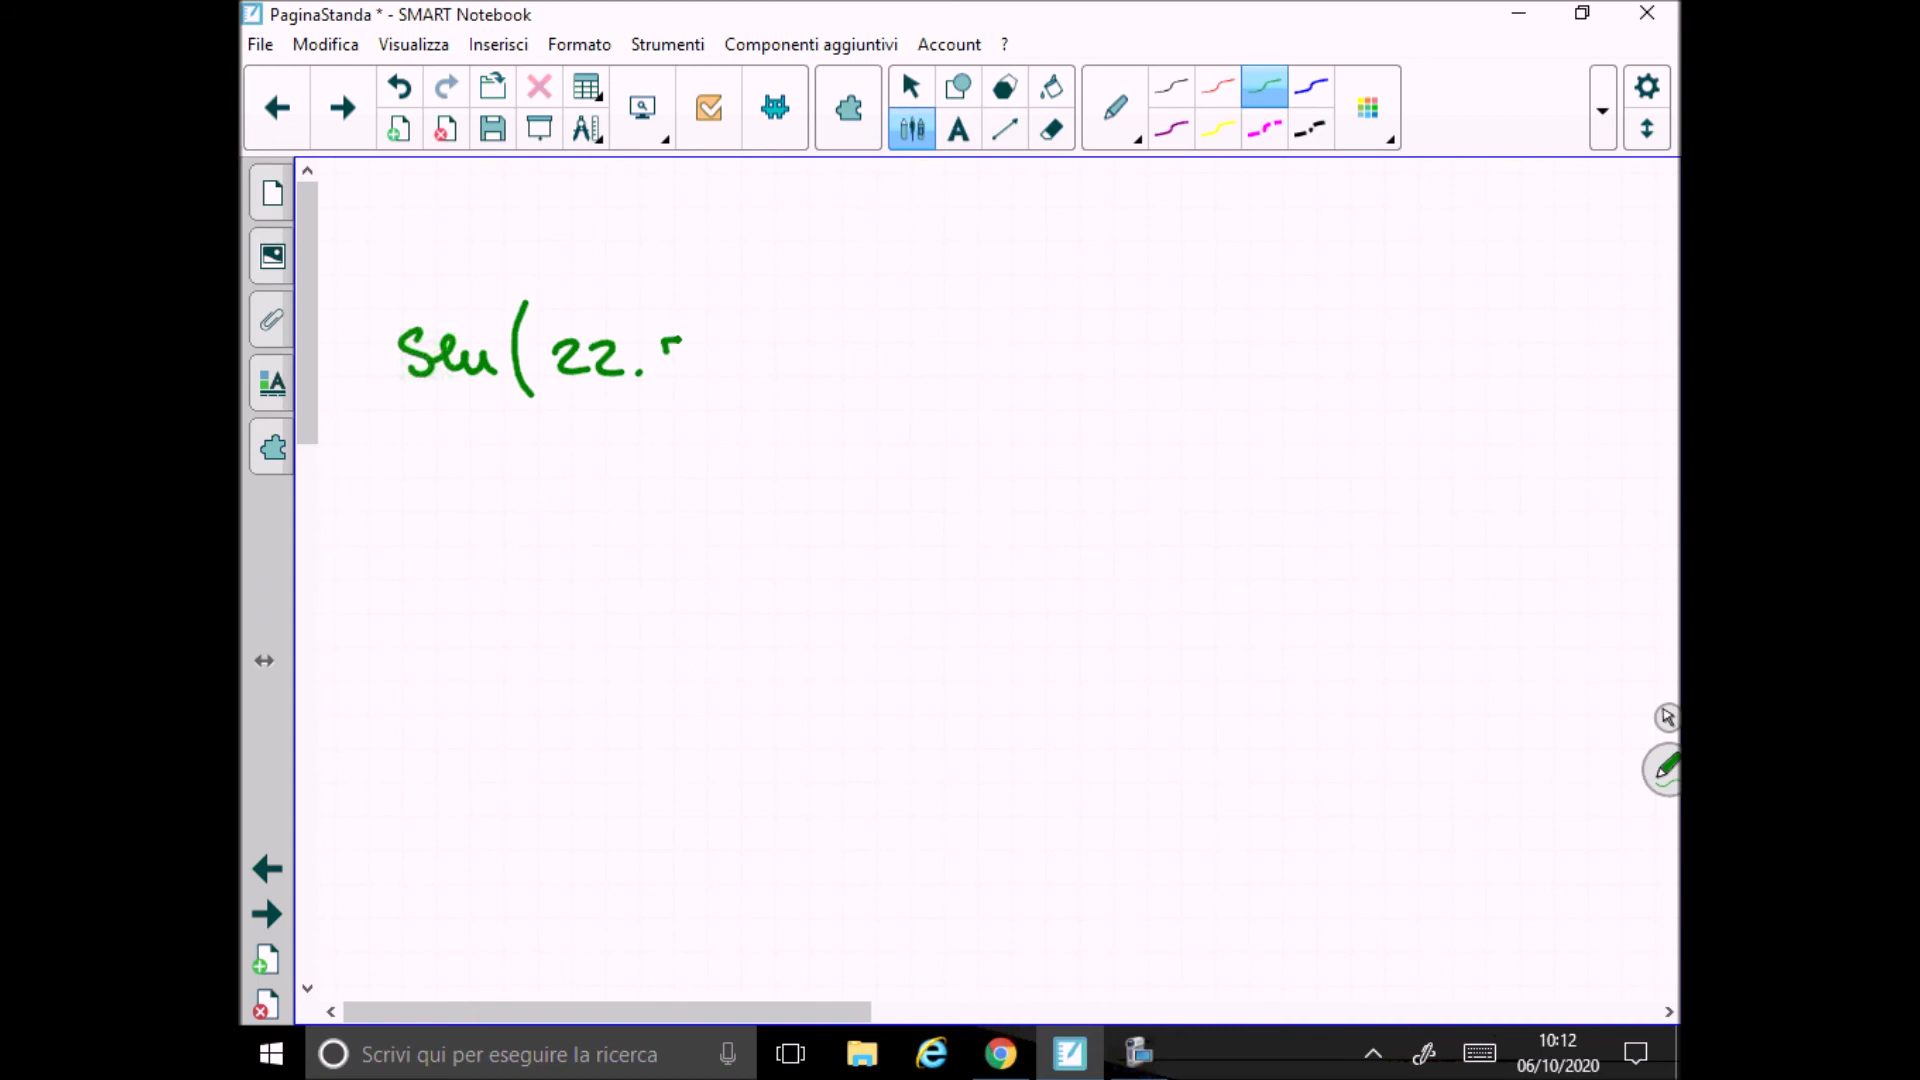 PaginaStanda * - SMART Notebook
File Modifica Visualizza Inserisci Formato Strumenti Componenti aggiuntivi Account ?
sen(22.
Scrivi qui per eseguire la ricerca
10:12
06/10/2020